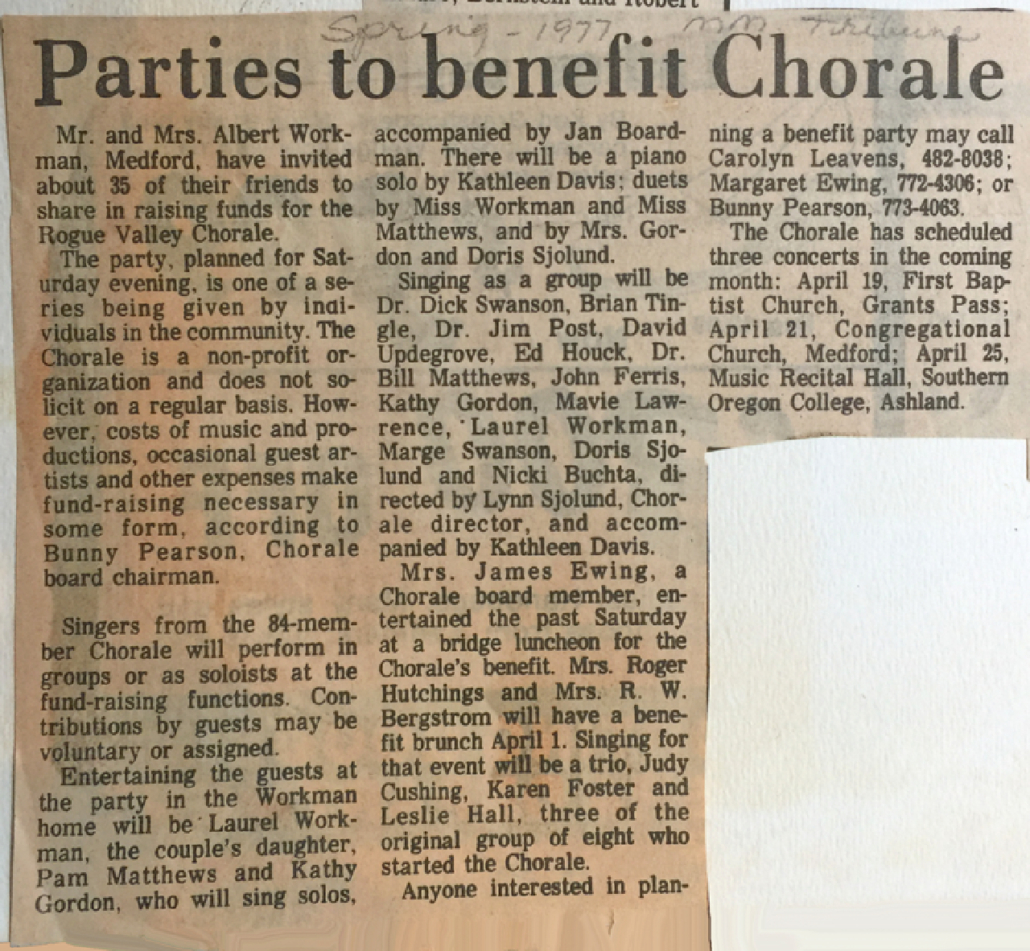 Bernstein and Robert
Spring - 1977 MM Tribune
Parties to benefit Chorale
Mr. and Mrs. Albert Work-
man, Medford, have invited
about 35 of their friends to
share in raising funds for the
Rogue Valley Chorale.
The party, planned for Sat-
urday evening, is one of a se-
ries being given by indi-
viduals in the community. The
Chorale is a non-profit or-
ganization and does not so-
licit on a regular basis. How-
ever, costs of music and pro-
ductions, occasional guest ar-
tists and other expenses make
fund-raising necessary in
some form, according to
Bunny Pearson, Chorale
board chairman.
Singers from the 84-mem-
ber Chorale will perform in
groups or as soloists at the
fund-raising functions. Con-
tributions by guests may be
voluntary or assigned.
Entertaining the guests at
the party in the Workman
home will be Laurel Work-
man, the couple's daughter,
Pam Matthews and Kathy
Gordon, who will sing solos,
accompanied by Jan Board-
man. There will be a piano
solo by Kathleen Davis; duets
by Miss Workman and Miss
Matthews, and by Mrs. Gor-
don and Doris Sjolund.
Singing as a group will be
Dr. Dick Swanson, Brian Tin-
gle, Dr. Jim Post, David
Updegrove, Ed Houck, Dr.
Bill Matthews, John Ferris,
Kathy Gordon, Mavie Law-
rence, Laurel Workman,
Marge Swanson, Doris Sjo-
lund and Nicki Buchta, di-
rected by Lynn Sjolund, Chor-
ale director, and accom-
panied by Kathleen Davis.
Mrs. James Ewing, a
Chorale board member, en-
tertained the past Saturday
at a bridge luncheon for the
Chorale's benefit. Mrs. Roger
Hutchings and Mrs. R. W.
Bergstrom will have a bene-
fit brunch April 1. Singing for
that event will be a trio, Judy
Cushing, Karen Foster and
Leslie Hall, three of the
original group of eight who
started the Chorale.
Anyone interested in plan-
ning a benefit party may call
Carolyn Leavens, 482-8038;
Margaret Ewing, 772-4306; or
Bunny Pearson, 773-4063.
The Chorale has scheduled
three concerts in the coming
month: April 19, First Bap-
tist Church, Grants Pass;
April 21, Congregational
Church, Medford; April 25,
Music Recital Hall, Southern
Oregon College, Ashland.